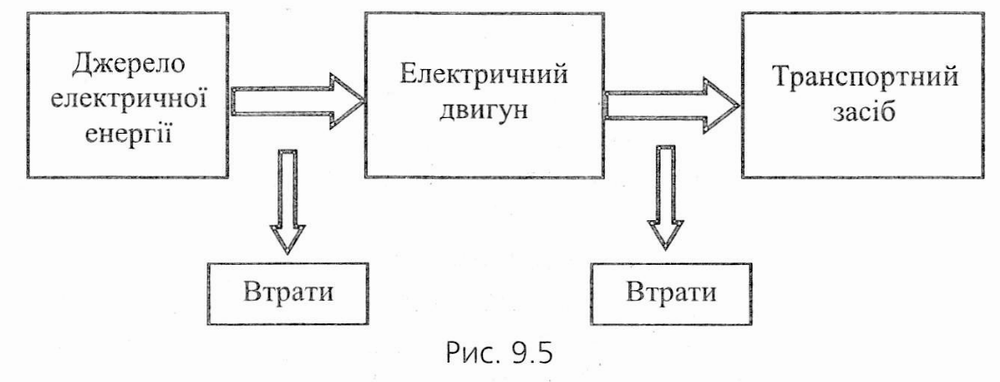 Джерело
електричної
енергії
Електричний
двигун
Транспортний
засіб
Втрати
Втрати
Рис. 9.5